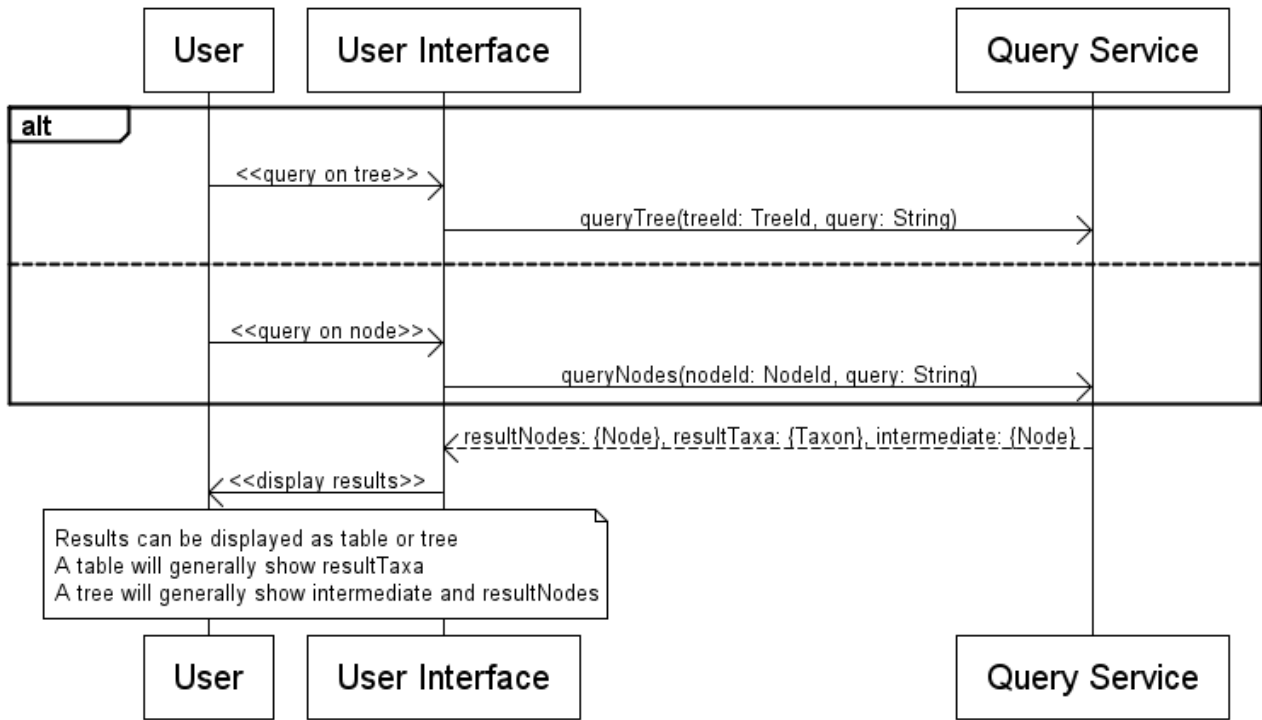 User
User Interface
Query Service
alt
<<query on tree>>
queryTree(treeId: TreeId, query: String)
<<query on node>>
queryNodes(nodeId: NodeId, query: String)
resultNodes: {Node}, resultTaxa: {Taxon}, intermediate: {Node}
<<display results>>
Results can be displayed as table or tree
A table will generally show resultTaxa
A tree will generally show intermediate and resultNodes
User
User Interface
Query Service